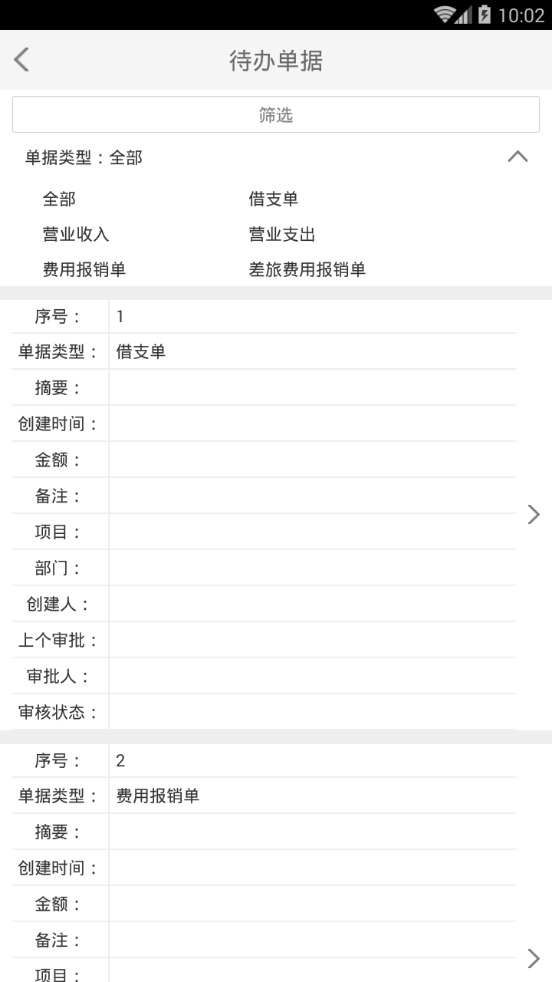 10:02
待办单据
筛选
单据类型：全部
全部 借支单
营业收入 营业支出
费用报销单 差旅费用报销单
序号： 1
单据类型： 借支单
摘要：
创建时间：
金额：
备注：
项目：
部门：
创建人：
上个审批：
审批人：
审核状态：
序号： 2
单据类型： 费用报销单
摘要：
创建时间：
金额：
备注：
项目：